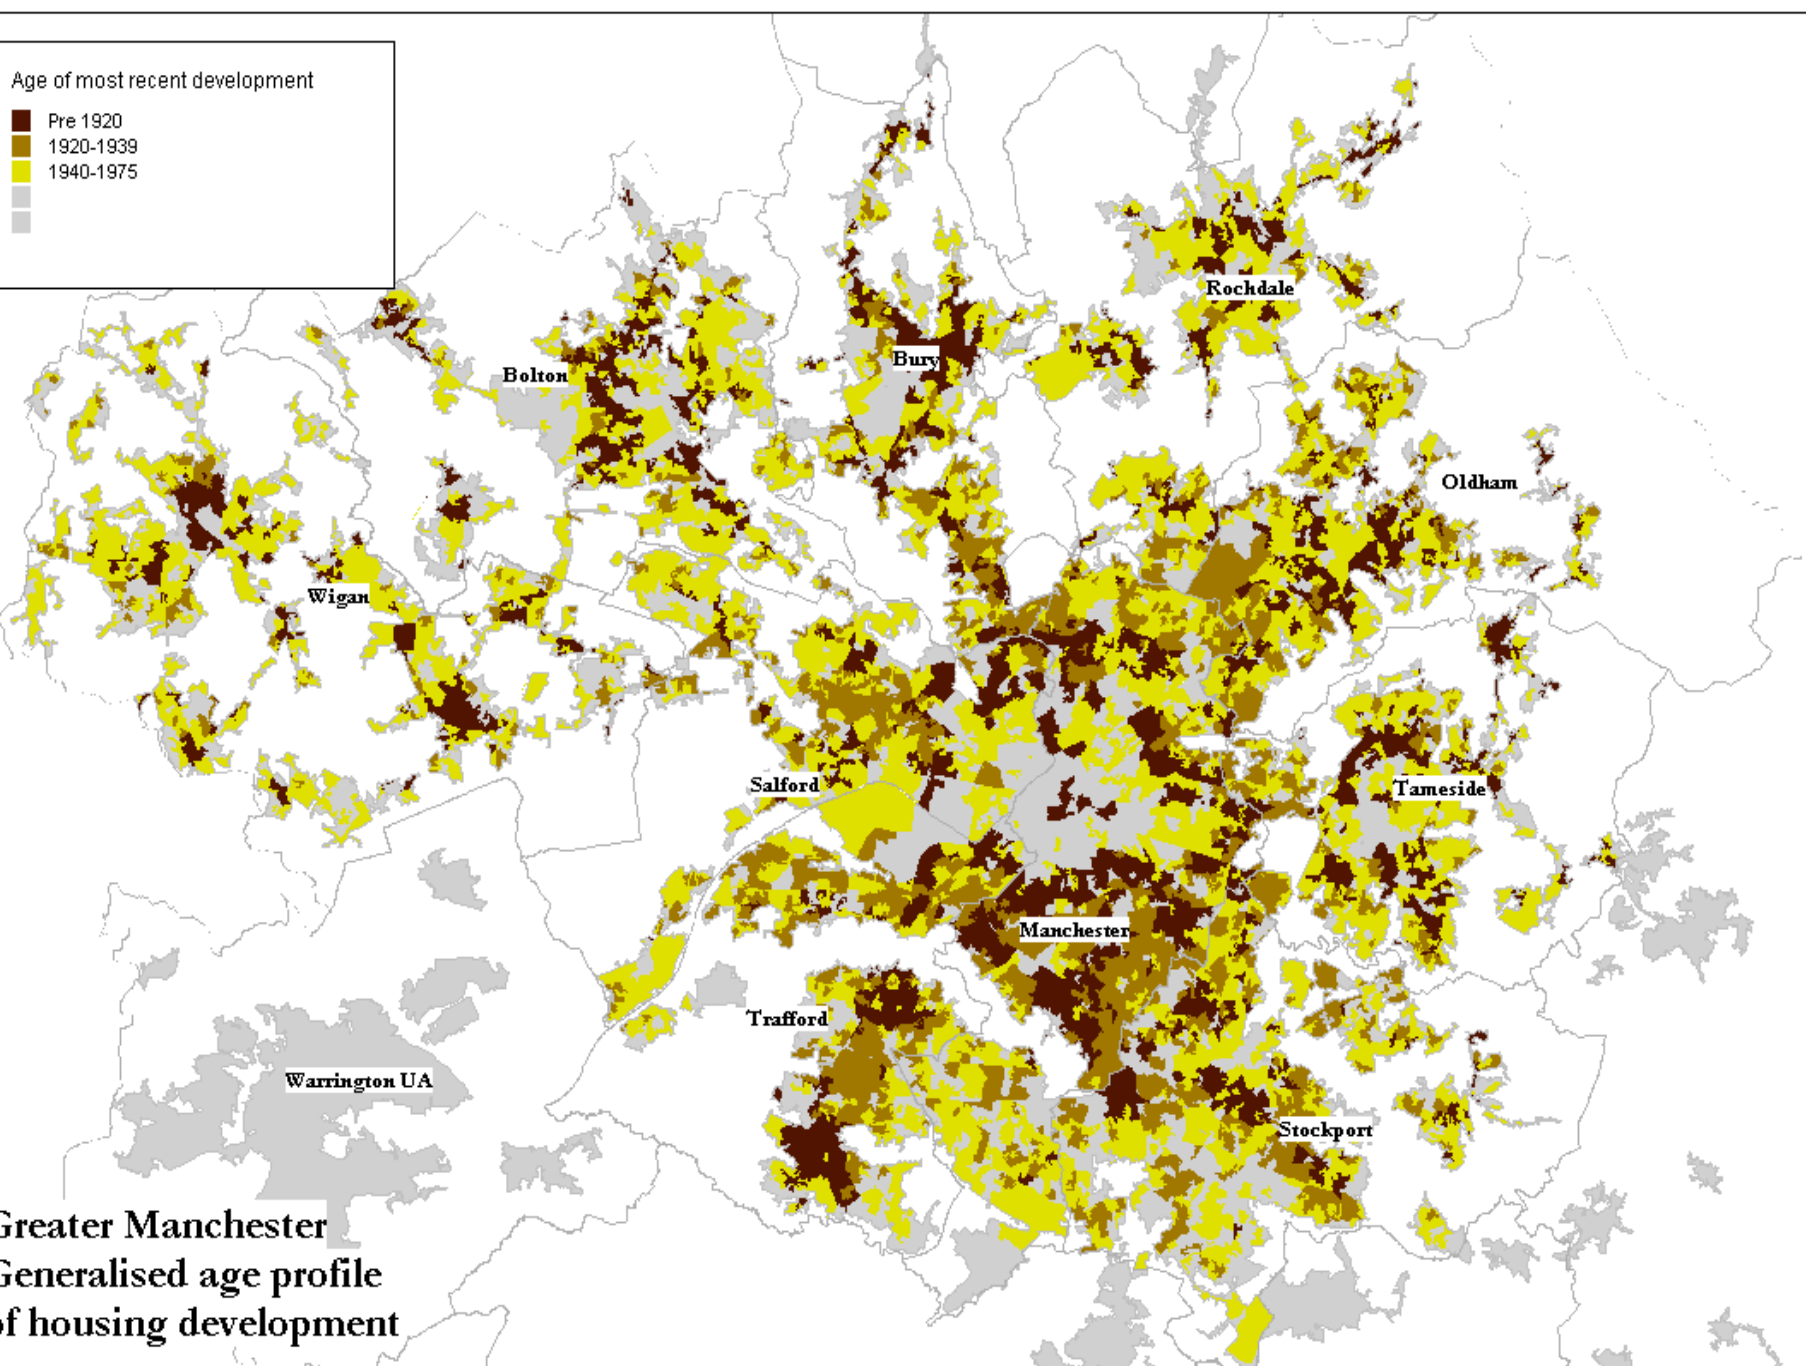 Age of most recent development
Pre 1920
1920-1939
1940-1975
Rochdale
Bury
Bolton
Oldham
Wigan
Salford
Tameside
Manchester
Trafford
Warrington UA
Stockport
Greater Manchester
Generalised age profile
of housing development